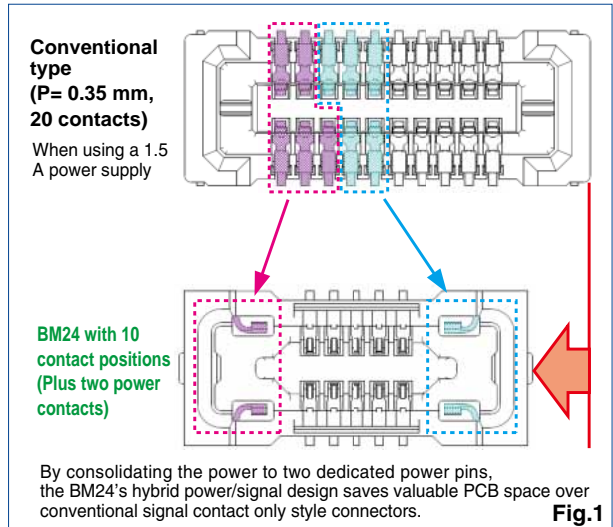 Conventional
type
(P= 0.35 mm,
20 contacts)
When using a 1.5
A power supply
BM24 with 10
contact positions
(Plus two power
contacts)
By consolidating the power to two dedicated power pins,
the BM24's hybrid power/signal design saves valuable PCB space over
conventional signal contact only style connectors.
Fig.1